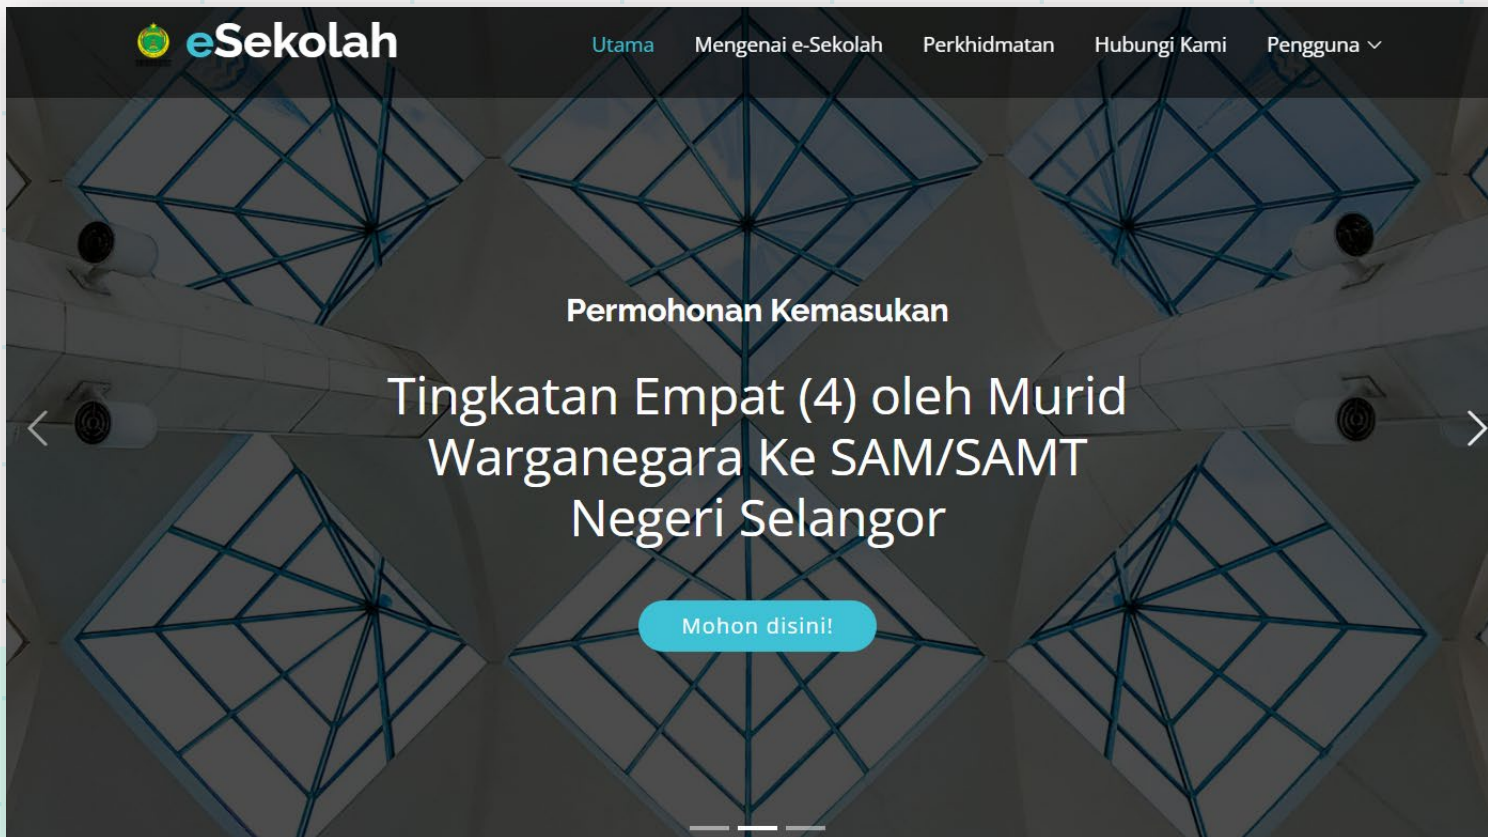 eSekolah
Utama
Mengenai e-Sekolah
Perkhidmatan
Hubungi Kami
Pengguna
Permohonan Kemasukan
Tingkatan Empat (4) oleh Murid
Warganegara Ke SAM/SAMT
Negeri Selangor
Mohon disini!